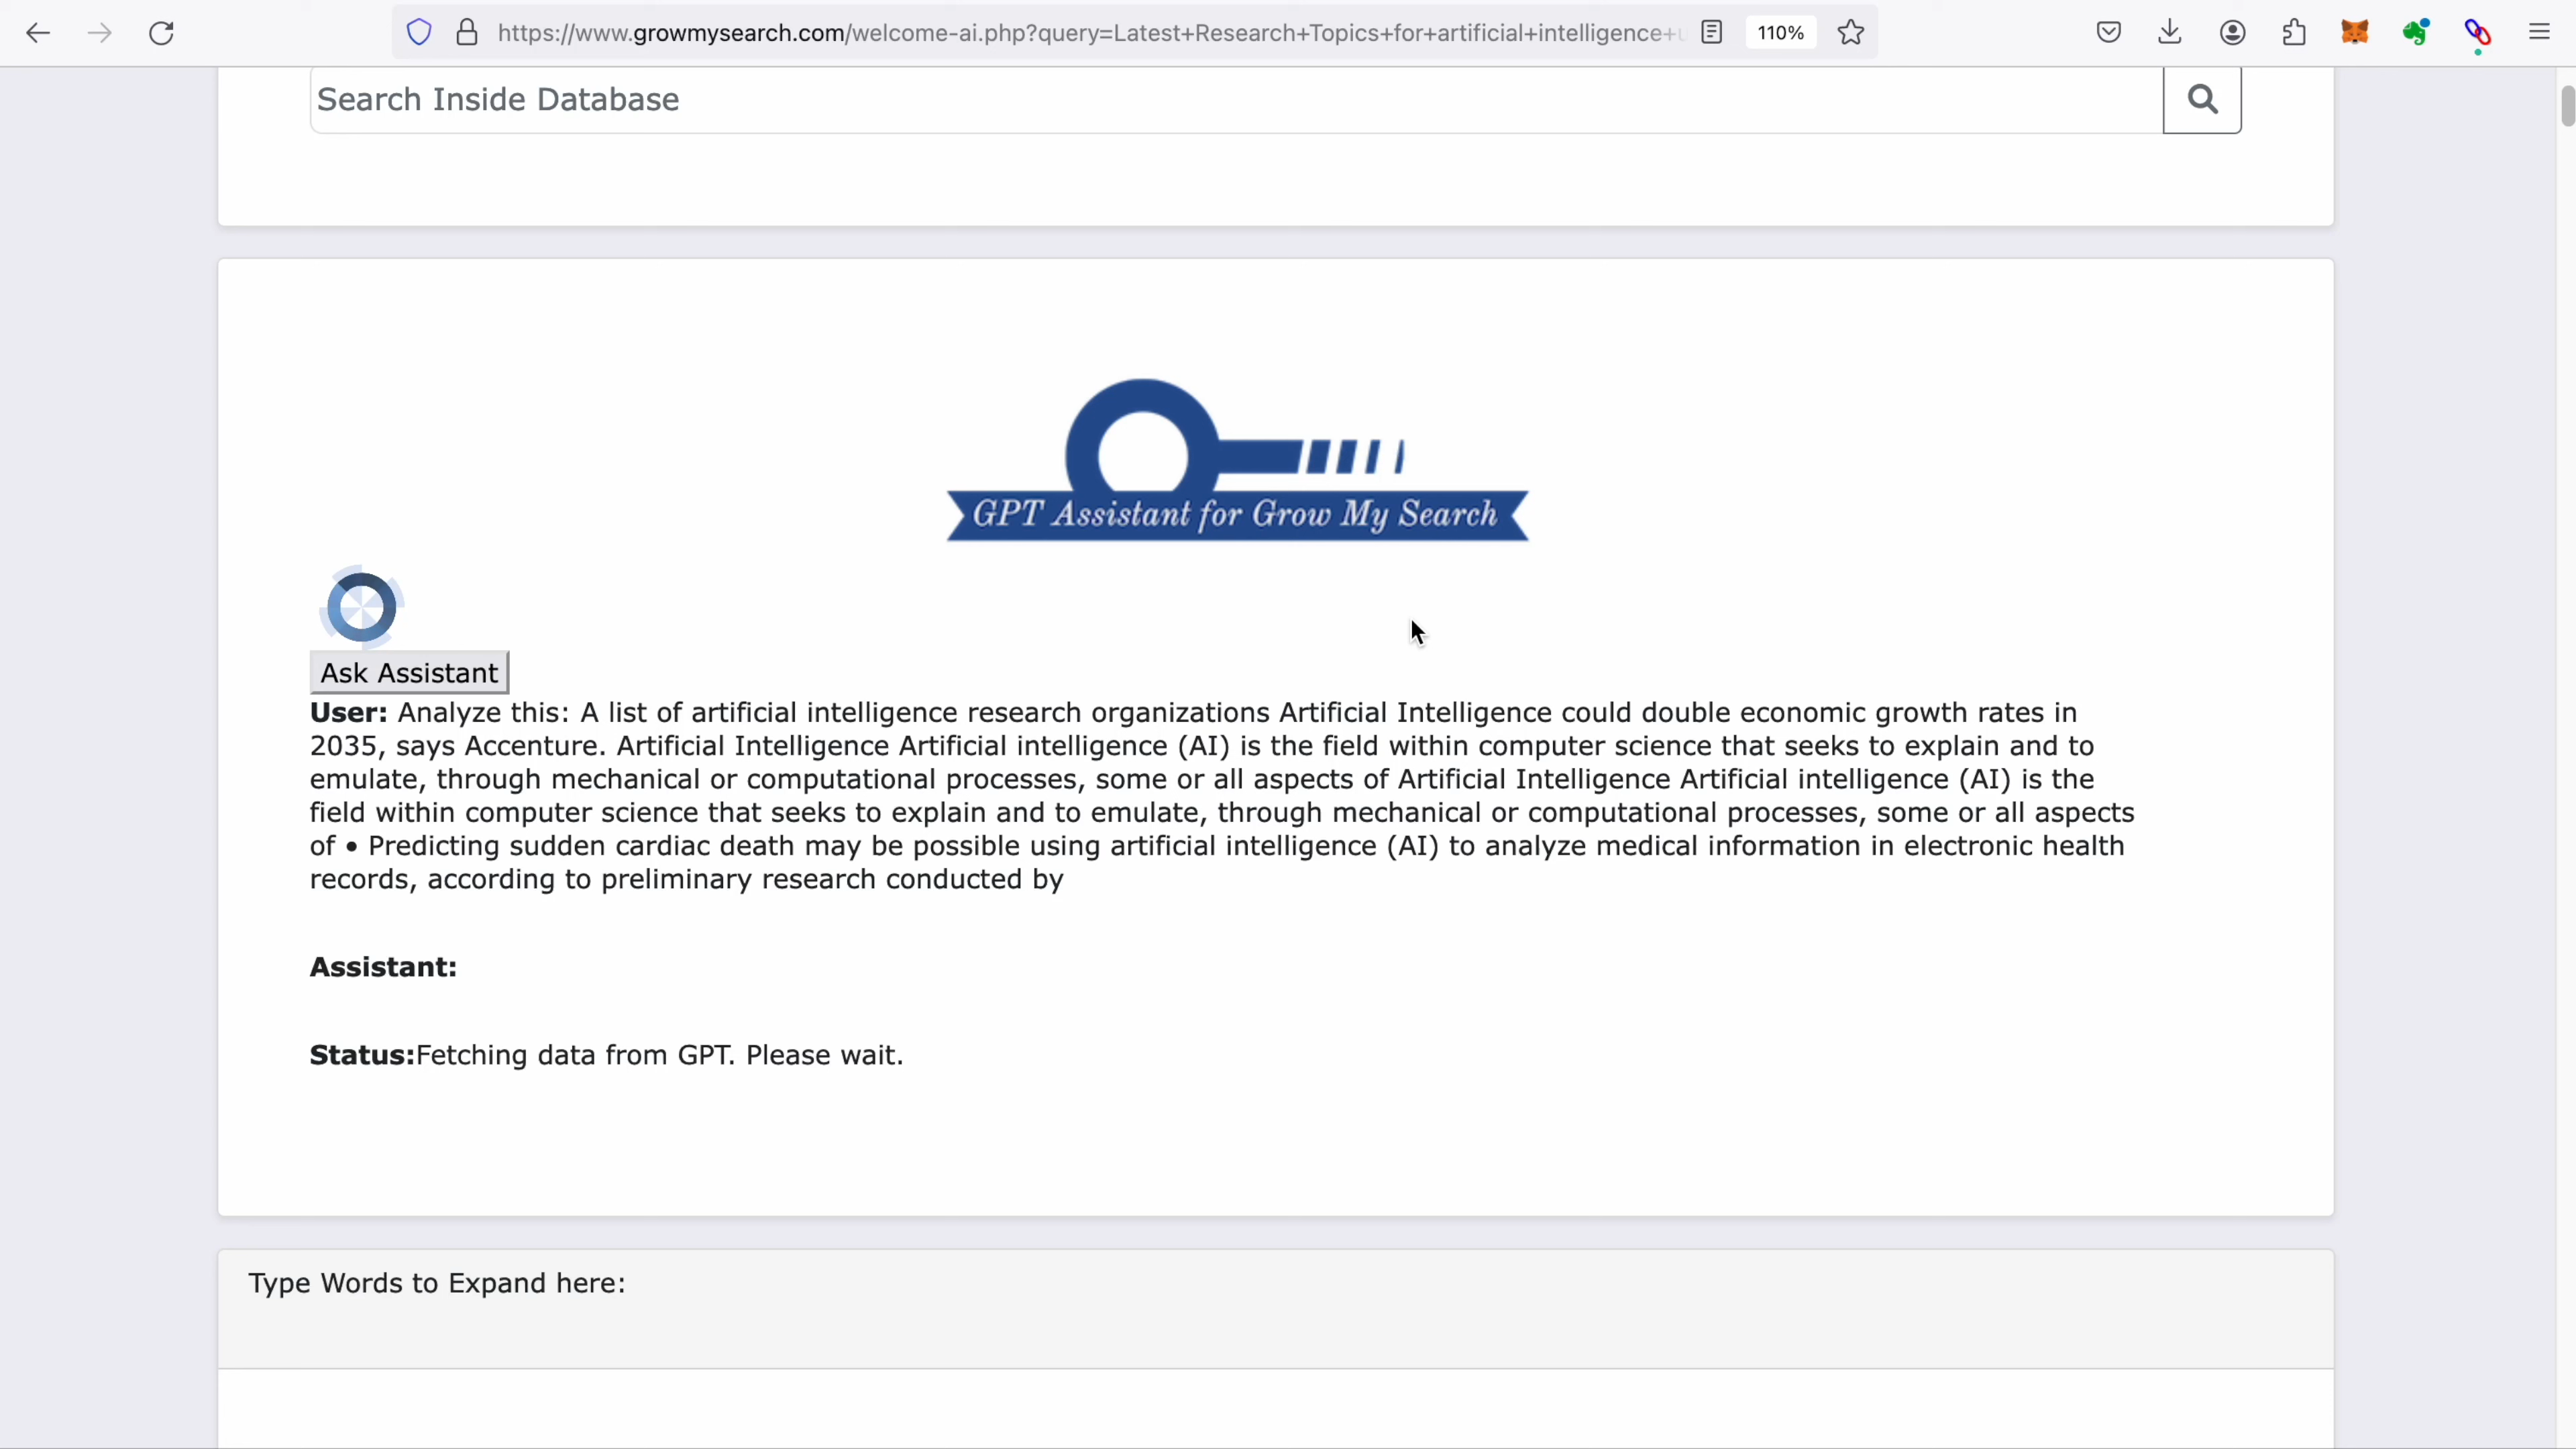 https://www.growmysearch.com/welcome-ai.php?query=Latest+Research+Topics+for+artificial+intelligence+
110%
Search Inside Database
GPT Assistant for Grow My Search
Ask Assistant
User: Analyze this: A list of artificial intelligence research organizations Artificial Intelligence could double economic growth rates in
2035, says Accenture. Artificial Intelligence Artificial intelligence (AI) is the field within computer science that seeks to explain and to
emulate, through mechanical or computational processes, some or all aspects of Artificial Intelligence Artificial intelligence (AI) is the
field within computer science that seeks to explain and to emulate, through mechanical or computational processes, some or all aspects
of • Predicting sudden cardiac death may be possible using artificial intelligence (AI) to analyze medical information in electronic health
records, according to preliminary research conducted by
Assistant:
Status:Fetching data from GPT. Please wait.
Type Words to Expand here: